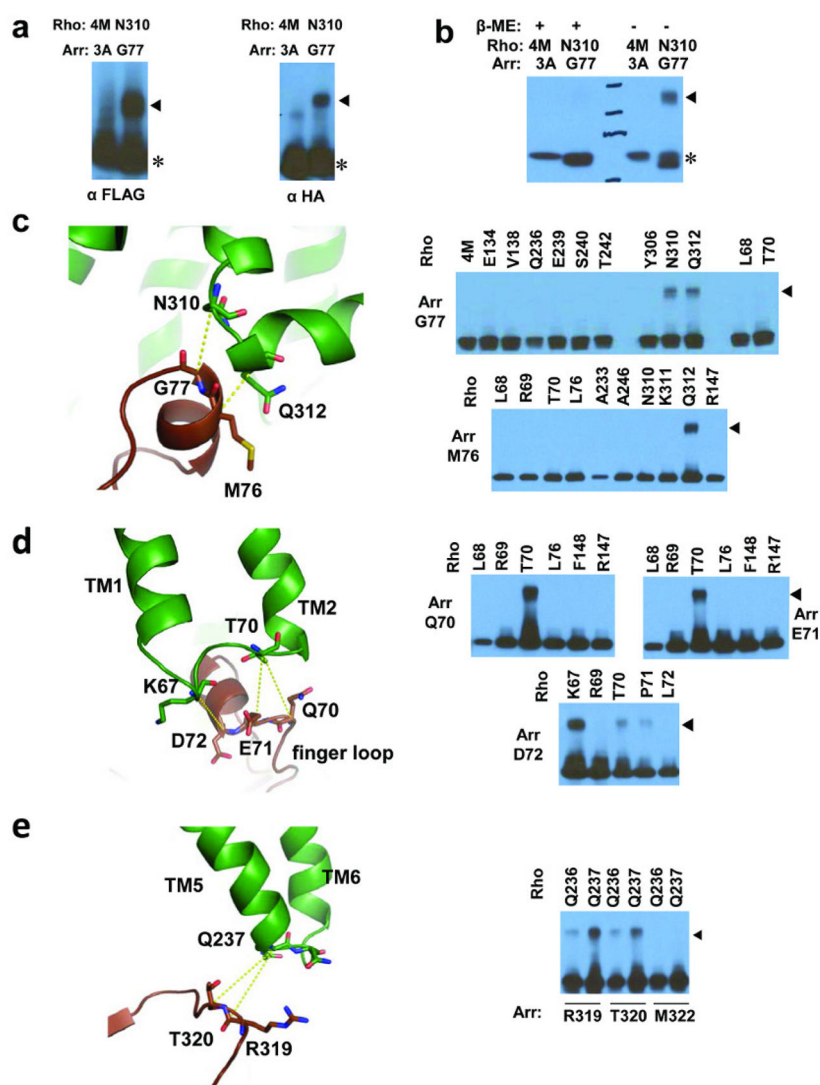 a
Rho: 4M N310
Arr: 3A G77
*
α FLAG
4M N310
3A G77
*
α HA
b
β-ME: + + - -
Rho: 4M N310 4M N310
Arr: 3A G77 3A G77
*
c
N310
G77
Q312
M76
Rho
4M E134 V138 Q236 E239 S240 T242 Y306 N310 Q312 L68 T70
Arr
G77
Rho
L68 R69 T70 L76 A233 A246 N310 K311 Q312 R147
Arr
M76
d
TM1
TM2
T70
K67
Q70
D72
E71
finger loop
Rho
L68 R69 T70 L76 F148 R147
Arr
Q70
L68 R69 T70 L76 F148 R147
Arr
E71
Rho
K67 R69 T70 P71 L72
Arr
D72
e
TM5
TM6
Q237
T320
R319
Rho
Q236 Q237 Q236 Q237 Q236 Q237
Arr: R319 T320 M322